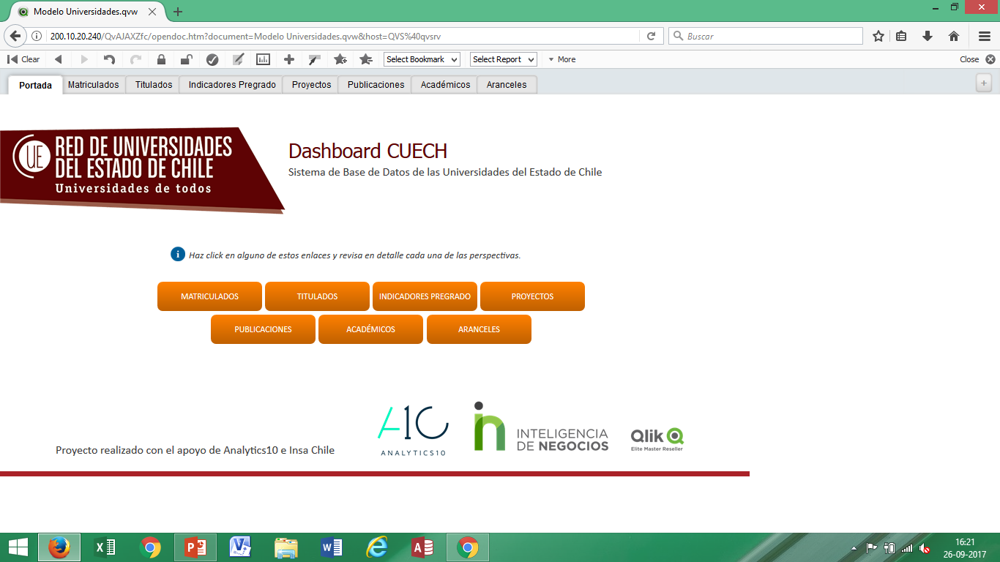 Modelo Universidades.qvw
200.10.20.240/QvAJAXZfc/opendoc.htm?document=Modelo Universidades.qvw&host=QVS%40qvsrv
Buscar
Clear
Select Bookmark
Select Report
More
Close
Portada
Matriculados
Titulados
Indicadores Pregrado
Proyectos
Publicaciones
Académicos
Aranceles
UE
RED DE UNIVERSIDADES
DEL ESTADO DE CHILE
Universidades de todos
Dashboard CUECH
Sistema de Base de Datos de las Universidades del Estado de Chile
Haz click en alguno de estos enlaces y revisa en detalle cada una de las perspectivas.
MATRICULADOS
TITULADOS
INDICADORES PREGRADO
PROYECTOS
PUBLICACIONES
ACADÉMICOS
ARANCELES
Proyecto realizado con el apoyo de Analytics10 e Insa Chile
A10
ANALYTICS10
in
INTELIGENCIA
DE NEGOCIOS
Qlik
Elite Master Reseller
16:21
26-09-2017